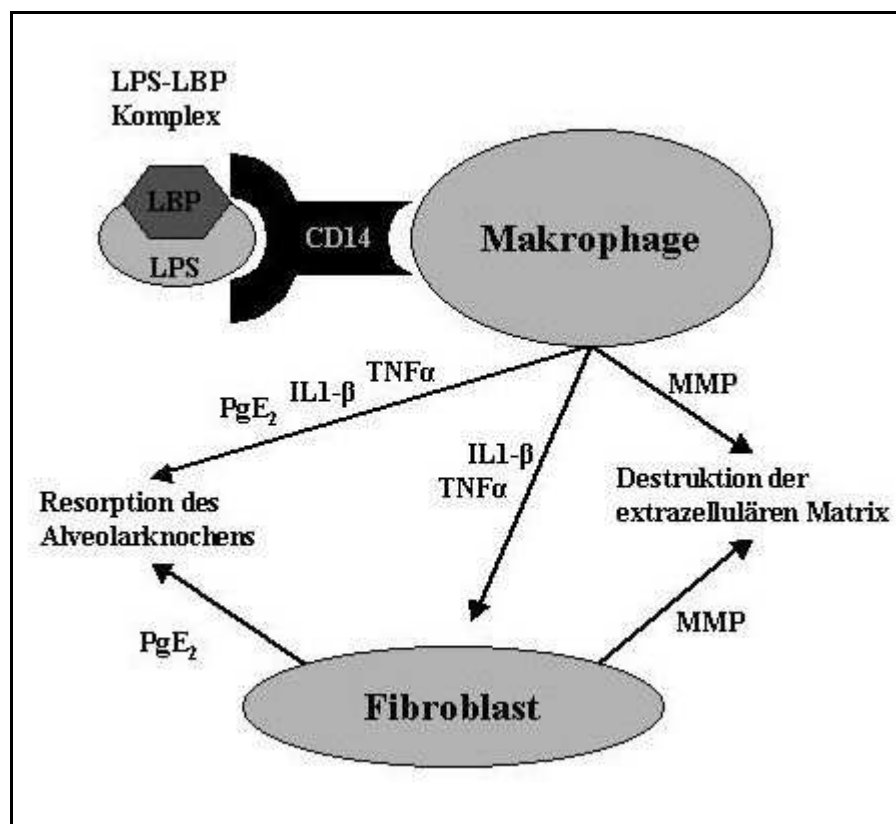 LPS-LBP
Komplex
LBP
LPS
CD14
Makrophage
TNFα
IL1-β
PgE₂
MMP
IL1-β
TNFα
Resorption des
Alveolarknochens
Destruktion der
extrazellulären Matrix
PgE₂
MMP
Fibroblast